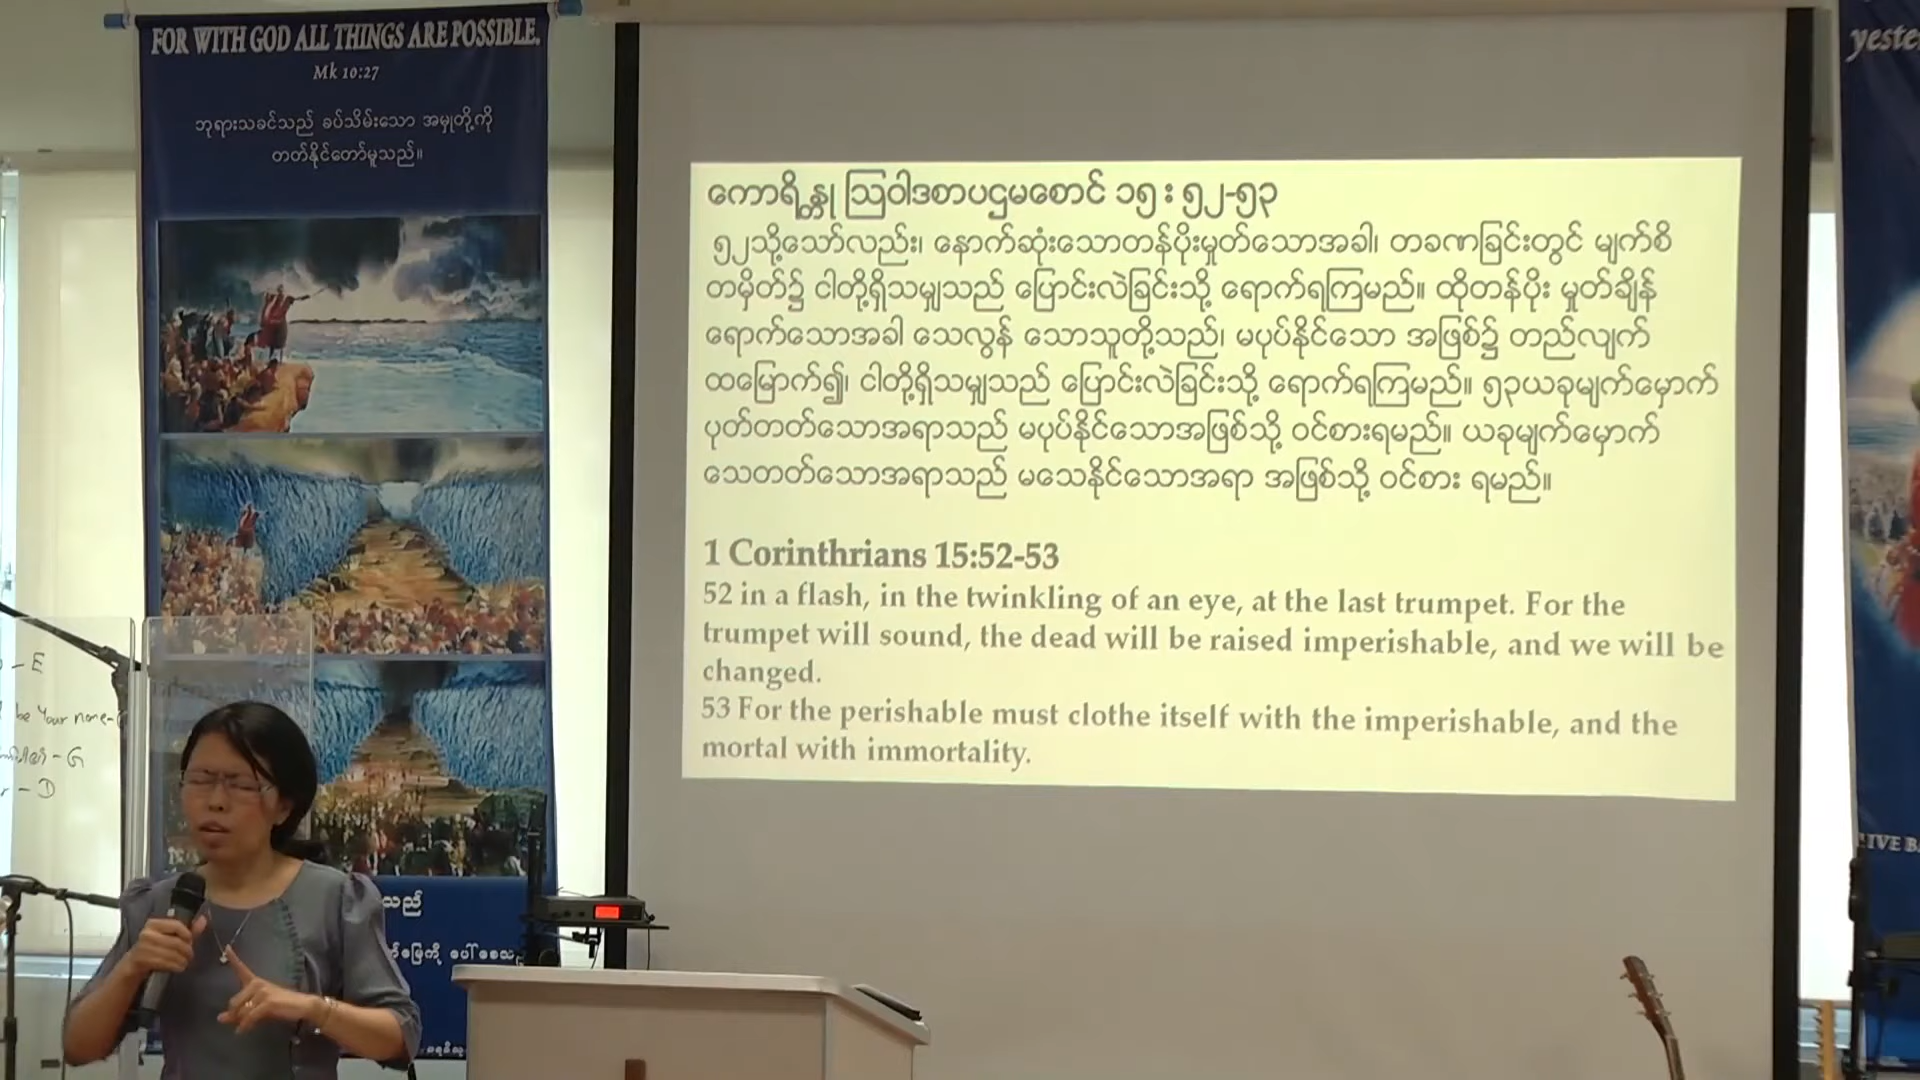 FOR WITH GOD ALL THINGS ARE POSSIBLE.
Mk 10:27
ဘုရားသခင်သည် ခပ်သိမ်းသော အမှုတို့ကို
တတ်နိုင်တော်မူသည်။
ကောရိန္တု ဩဝါဒစာပဌမစောင် ၁၅ : ၅၂-၅၃
၅၂သို့သော်လည်း၊ နောက်ဆုံးသောတန်ပိုးမှုတ်သောအခါ၊ တခဏခြင်းတွင် မျက်စိ
တမှိတ်၌ ငါတို့ရှိသမျှသည် ပြောင်းလဲခြင်းသို့ ရောက်ရကြမည်။ ထိုတန်ပိုး မှုတ်ချိန်
ရောက်သောအခါ သေလွန် သောသူတို့သည်၊ မပုပ်နိုင်သော အဖြစ်၌ တည်လျက်
ထမြောက်၍၊ ငါတို့ရှိသမျှသည် ပြောင်းလဲခြင်းသို့ ရောက်ရကြမည်။ ၅၃ယခုမျက်မှောက်
ပုတ်တတ်သောအရာသည် မပုပ်နိုင်သောအဖြစ်သို့ ဝင်စားရမည်။ ယခုမျက်မှောက်
သေတတ်သောအရာသည် မသေနိုင်သောအရာ အဖြစ်သို့ ဝင်စား ရမည်။
1 Corinthrians 15:52-53
52 in a flash, in the twinkling of an eye, at the last trumpet. For the
trumpet will sound, the dead will be raised imperishable, and we will be
changed.
53 For the perishable must clothe itself with the imperishable, and the
mortal with immortality.
yeste
LIVE B
– E
be Your name-
– G
– D
သည်